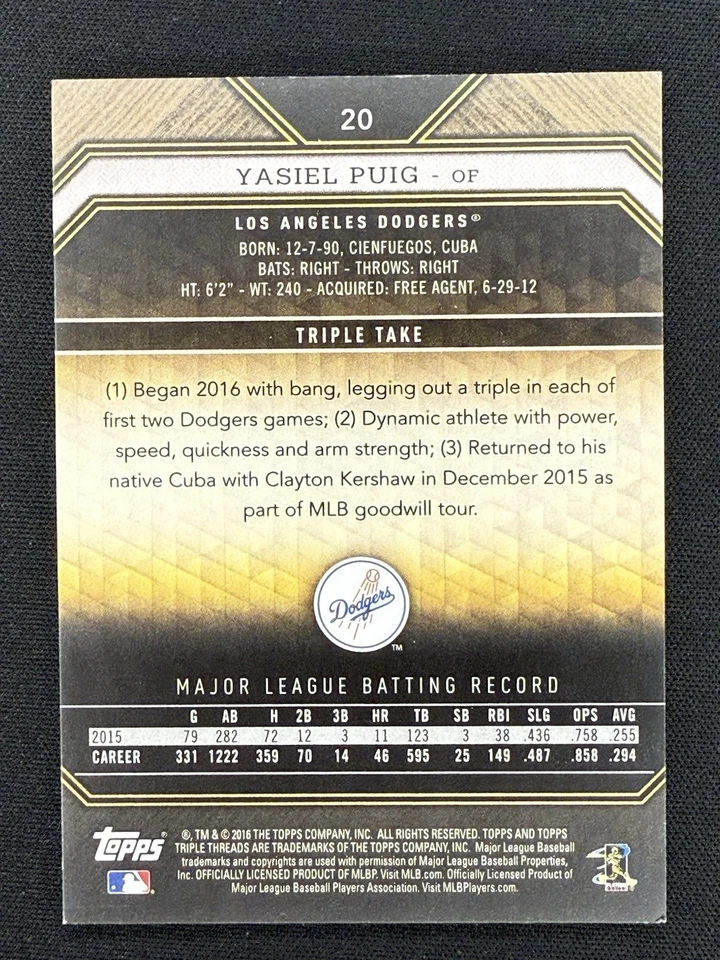 20
YASIEL PUIG - OF
LOS ANGELES DODGERS®
BORN: 12-7-90, CIENFUEGOS, CUBA
BATS: RIGHT - THROWS: RIGHT
HT: 6'2" - WT: 240 - ACQUIRED: FREE AGENT, 6-29-12
TRIPLE TAKE
(1) Began 2016 with bang, legging out a triple in each of
first two Dodgers games; (2) Dynamic athlete with power,
speed, quickness and arm strength; (3) Returned to his
native Cuba with Clayton Kershaw in December 2015 as
part of MLB goodwill tour.
Dodgers
™
MAJOR LEAGUE BATTING RECORD
G AB H 2B 3B HR TB SB RBI SLG OPS AVG
2015 79 282 72 12 3 11 123 3 38 .436 .758 .255
CAREER 331 1222 359 70 14 46 595 25 149 .487 .858 .294
Topps®
®, TM & © 2016 THE TOPPS COMPANY, INC. ALL RIGHTS RESERVED. TOPPS AND TOPPS
TRIPLE THREADS ARE TRADEMARKS OF THE TOPPS COMPANY, INC. Major League Baseball
trademarks and copyrights are used with permission of Major League Baseball Properties,
Inc. OFFICIALLY LICENSED PRODUCT OF MLBP. Visit MLB.com. Officially Licensed Product of
Major League Baseball Players Association. Visit MLBPlayers.com.